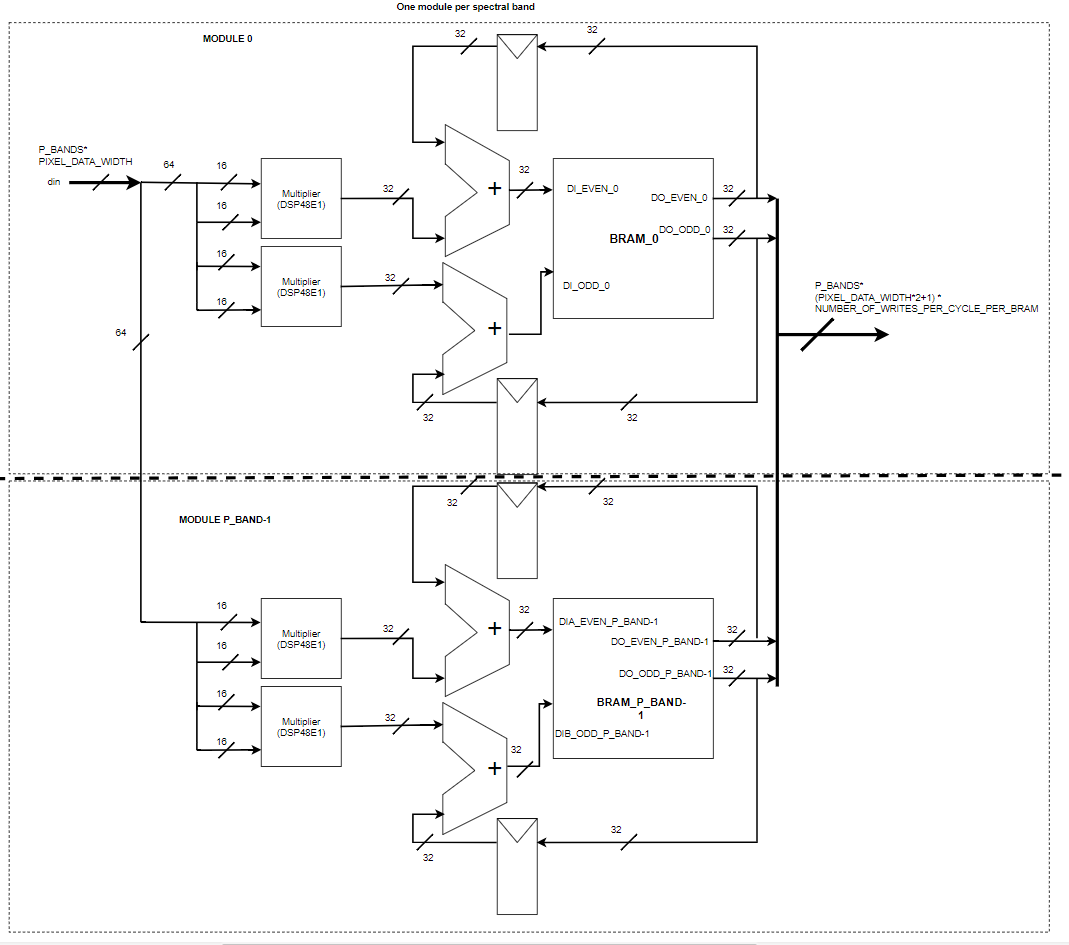 One module per spectral band
MODULE 0
32
32
P_BANDS*
PIXEL_DATA_WIDTH
din
64
16
16
16
16
Multiplier
(DSP48E1)
Multiplier
(DSP48E1)
32
32
+
+
32
DI_EVEN_0
DO_EVEN_0
DO_ODD_0
BRAM_0
DI_ODD_0
32
32
P_BANDS*
(PIXEL_DATA_WIDTH*2+1) *
NUMBER_OF_WRITES_PER_CYCLE_PER_BRAM
64
32
32
32
32
MODULE P_BAND-1
16
16
16
16
Multiplier
(DSP48E1)
Multiplier
(DSP48E1)
32
32
+
+
32
32
DIA_EVEN_P_BAND-1
DO_EVEN_P_BAND-1
DO_ODD_P_BAND-1
BRAM_P_BAND-
1
DIB_ODD_P_BAND-1
32
32
32
32